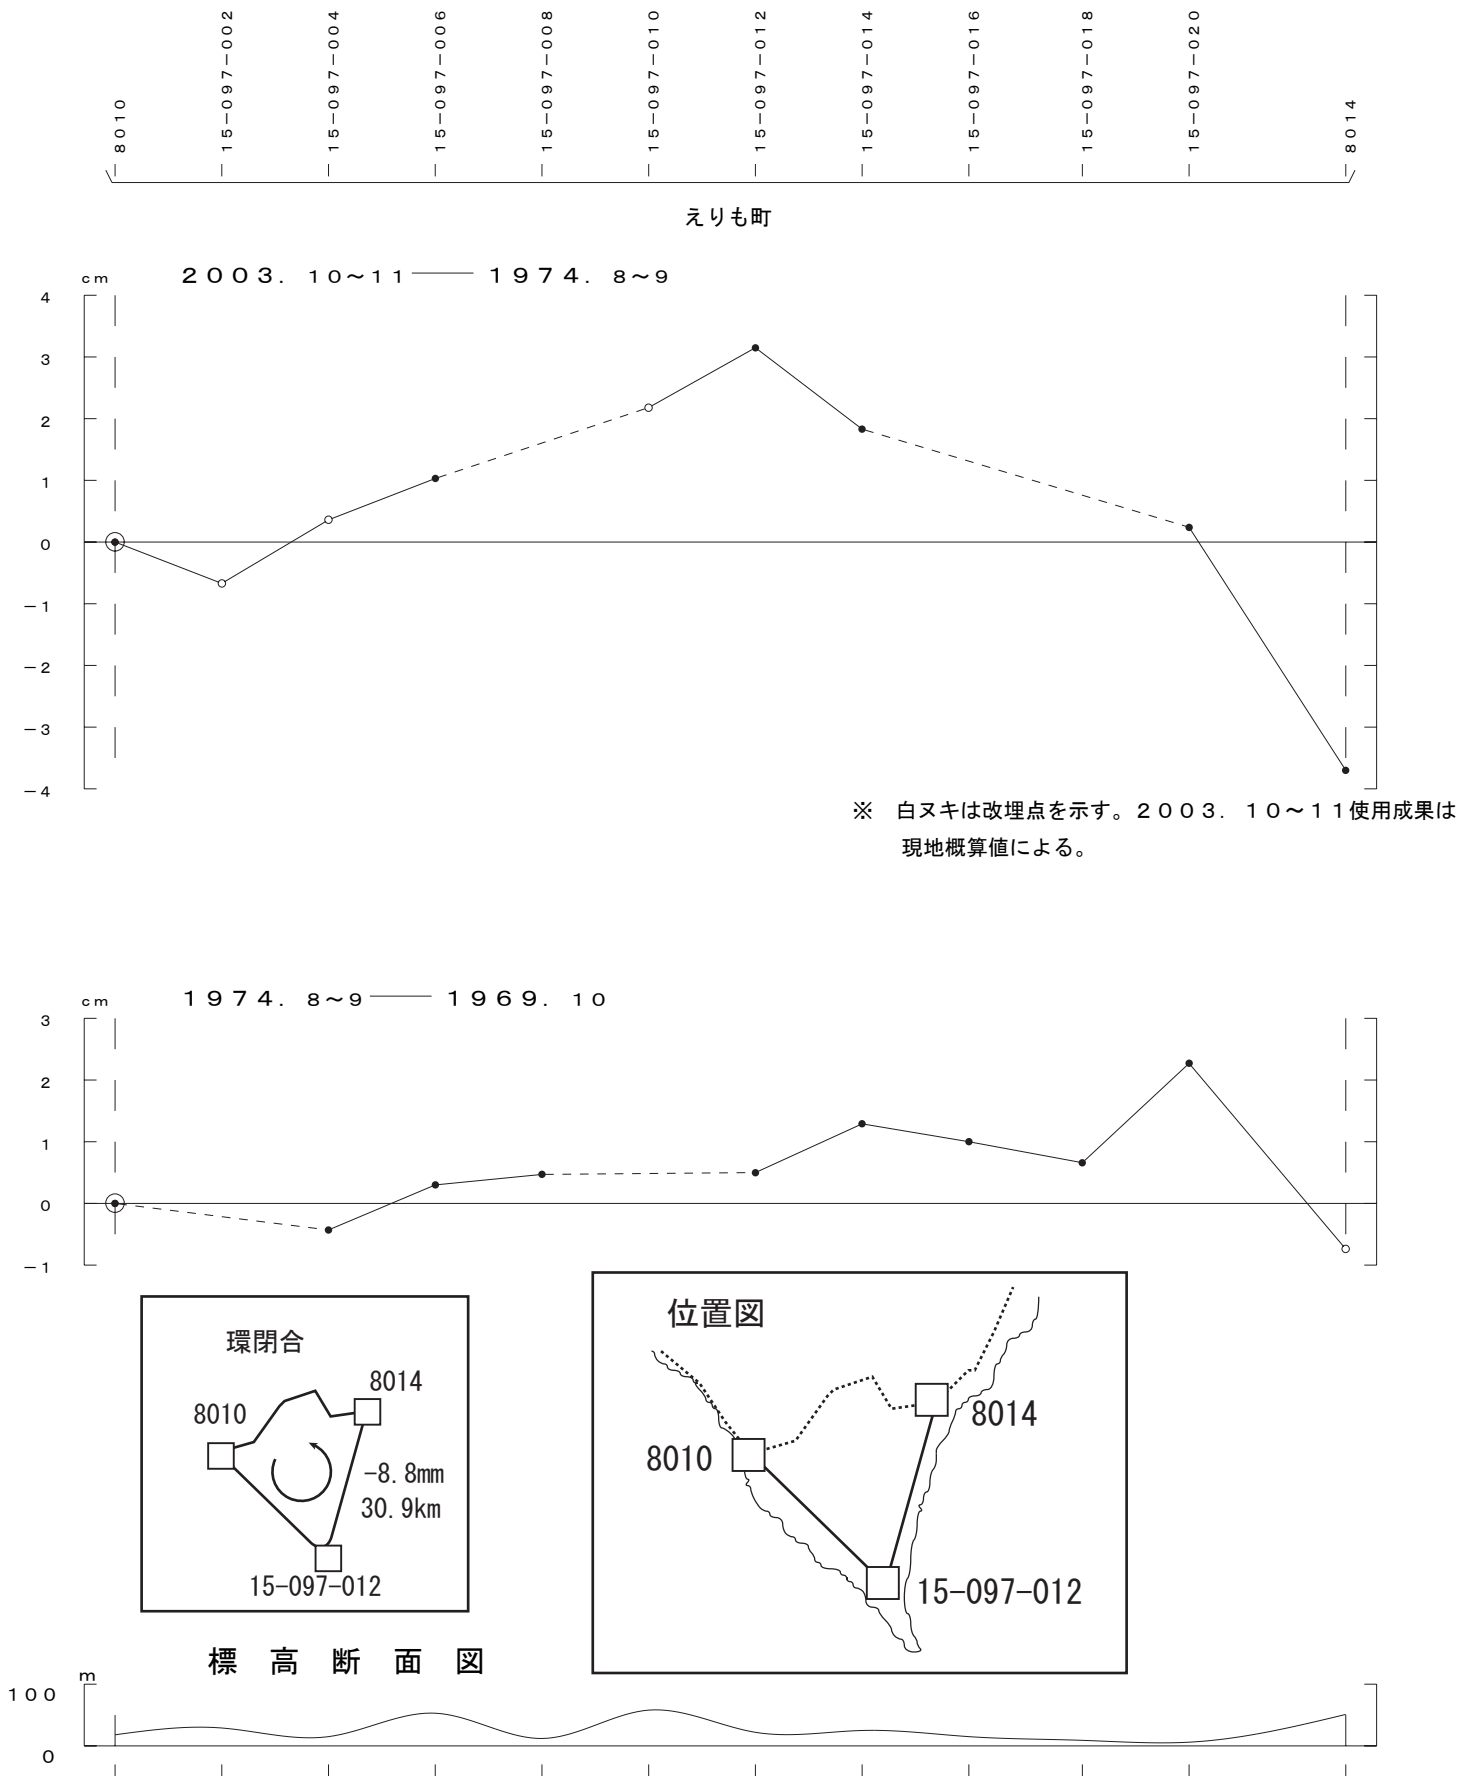 8010
15-097-002
15-097-004
15-097-006
15-097-008
15-097-010
15-097-012
15-097-014
15-097-016
15-097-018
15-097-020
8014
えりも町
cm
２００３．１０～１１ ―― １９７４．８～９
4
3
2
1
0
－1
－2
－3
－4
※　白ヌキは改埋点を示す。２００３．１０～１１使用成果は
現地概算値による。
cm
１９７４．８～９ ―― １９６９．１０
3
2
1
0
－1
環閉合
8014
8010
-8.8mm
30.9km
15-097-012
位置図
8014
8010
15-097-012
標高断面図
m
100
0